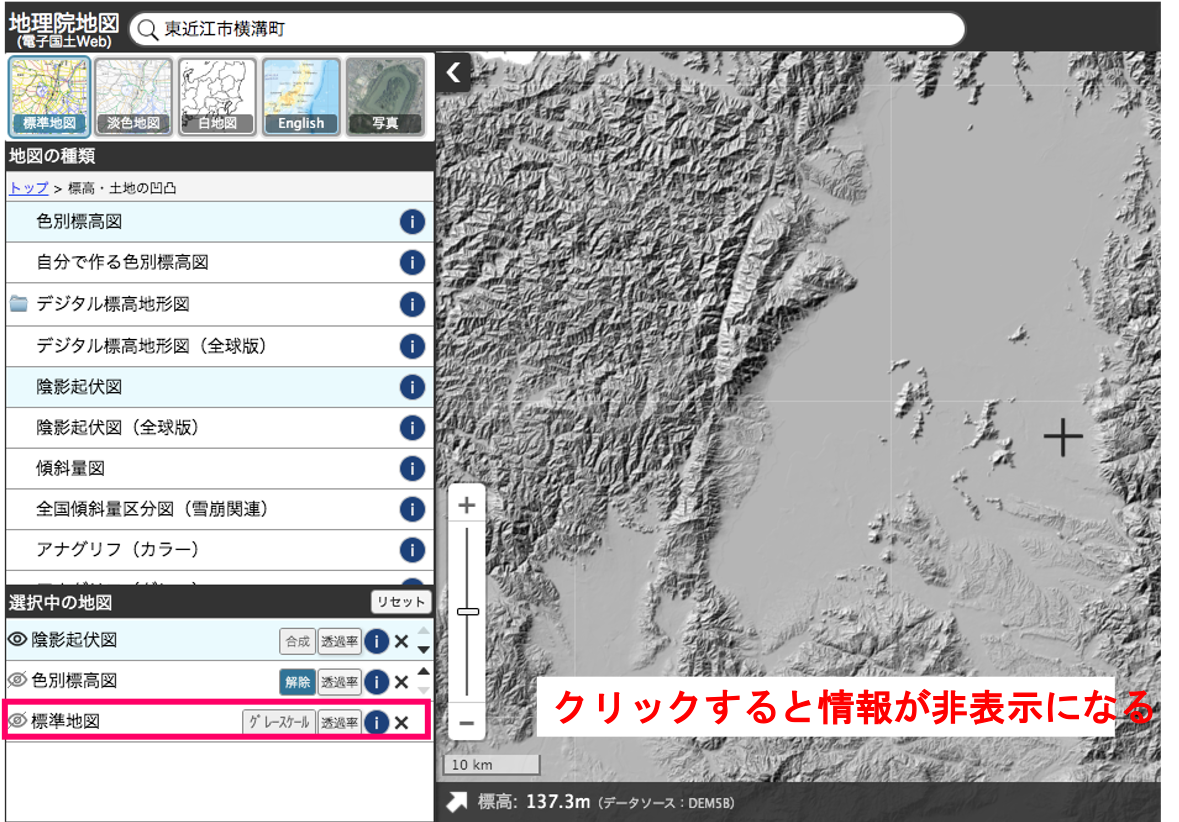 地理院地図
(電子国土Web)
東近江市横溝町
標準地図
淡色地図
白地図
English
写真
地図の種類
トップ > 標高・土地の凹凸
色別標高図
自分で作る色別標高図
デジタル標高地形図
デジタル標高地形図（全球版）
陰影起伏図
陰影起伏図（全球版）
傾斜量図
全国傾斜量区分図（雪崩関連）
アナグリフ（カラー）
選択中の地図 リセット
陰影起伏図 合成 透過率
色別標高図 解除 透過率
標準地図 ｸﾞﾚｰｽｹｰﾙ 透過率
クリックすると情報が非表示になる
10 km
標高: 137.3m（データソース：DEM5B）